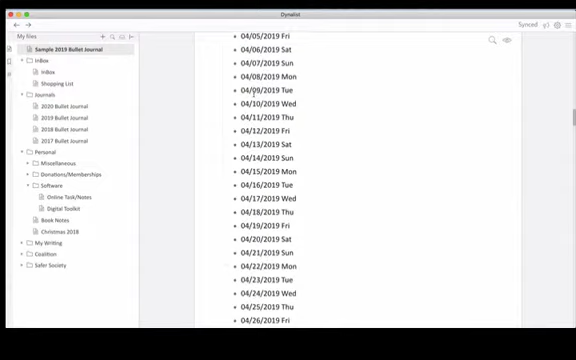 Dynalist
Synced
My files
Sample 2019 Bullet Journal
InBox
InBox
Shopping List
Journals
2020 Bullet Journal
2019 Bullet Journal
2018 Bullet Journal
2017 Bullet Journal
Personal
Miscellaneous
Donations/Memberships
Software
Online Task/Notes
Digital Toolkit
Book Notes
Christmas 2018
My Writing
Coalition
Safer Society
04/05/2019 Fri
04/06/2019 Sat
04/07/2019 Sun
04/08/2019 Mon
04/09/2019 Tue
04/10/2019 Wed
04/11/2019 Thu
04/12/2019 Fri
04/13/2019 Sat
04/14/2019 Sun
04/15/2019 Mon
04/16/2019 Tue
04/17/2019 Wed
04/18/2019 Thu
04/19/2019 Fri
04/20/2019 Sat
04/21/2019 Sun
04/22/2019 Mon
04/23/2019 Tue
04/24/2019 Wed
04/25/2019 Thu
04/26/2019 Fri